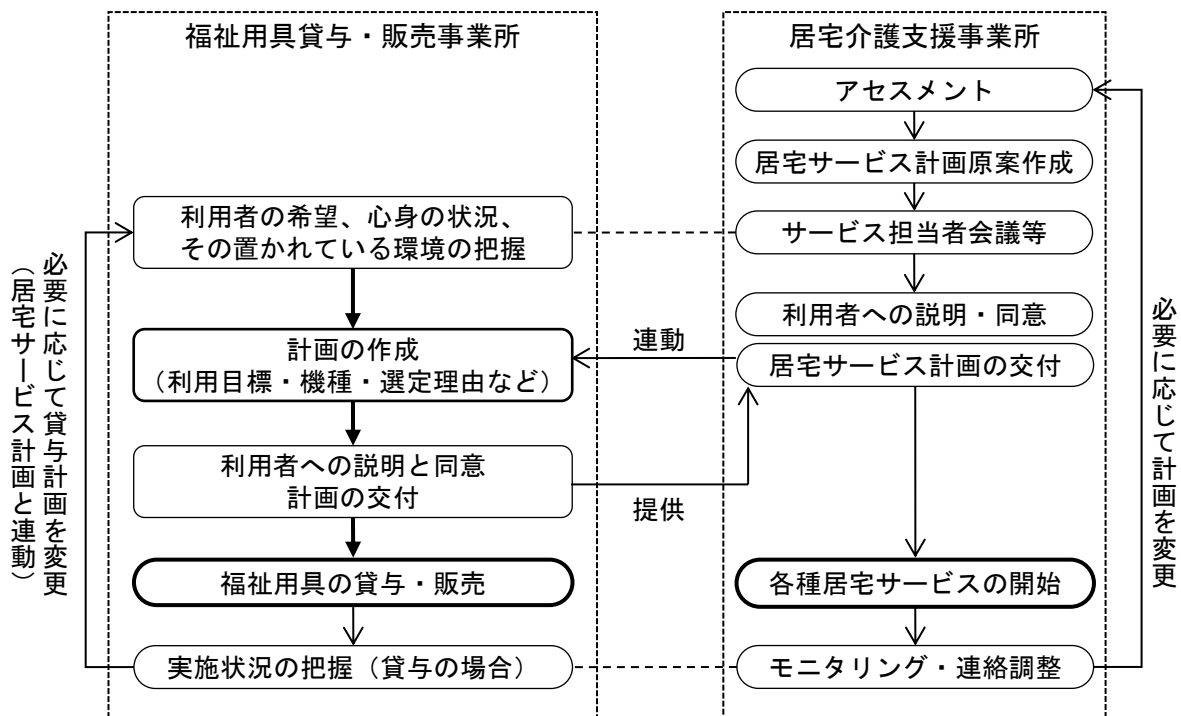 福祉用具貸与・販売事業所
利用者の希望、心身の状況、
その置かれている環境の把握
計画の作成
（利用目標・機種・選定理由など）
利用者への説明と同意
計画の交付
福祉用具の貸与・販売
実施状況の把握（貸与の場合）
必要に応じて貸与計画を変更
（居宅サービス計画と連動）
連動
提供
居宅介護支援事業所
アセスメント
居宅サービス計画原案作成
サービス担当者会議等
利用者への説明・同意
居宅サービス計画の交付
各種居宅サービスの開始
モニタリング・連絡調整
必要に応じて計画を変更